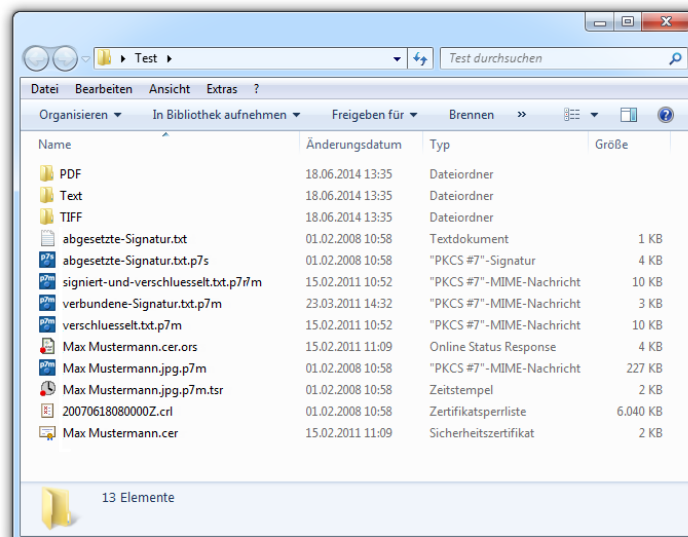 Test
Test durchsuchen
Datei Bearbeiten Ansicht Extras ?
Organisieren In Bibliothek aufnehmen Freigeben für Brennen »
Name Änderungsdatum Typ Größe
PDF 18.06.2014 13:35 Dateiordner
Text 18.06.2014 13:35 Dateiordner
TIFF 18.06.2014 13:35 Dateiordner
abgesetzte-Signatur.txt 01.02.2008 10:58 Textdokument 1 KB
p7s abgesetzte-Signatur.txt.p7s 01.02.2008 10:58 "PKCS #7"-Signatur 4 KB
p7m signiert-und-verschluesselt.txt.p7r7m 15.02.2011 10:52 "PKCS #7"-MIME-Nachricht 10 KB
p7m verbundene-Signatur.txt.p7m 23.03.2011 14:32 "PKCS #7"-MIME-Nachricht 3 KB
p7m verschluesselt.txt.p7m 15.02.2011 10:52 "PKCS #7"-MIME-Nachricht 10 KB
Max Mustermann.cer.ors 15.02.2011 11:09 Online Status Response 4 KB
p7m Max Mustermann.jpg.p7m 01.02.2008 10:58 "PKCS #7"-MIME-Nachricht 227 KB
Max Mustermann.jpg.p7m.tsr 01.02.2008 10:58 Zeitstempel 2 KB
20070618080000Z.crl 01.02.2008 10:58 Zertifikatsperrliste 6.040 KB
Max Mustermann.cer 15.02.2011 11:09 Sicherheitszertifikat 2 KB
13 Elemente